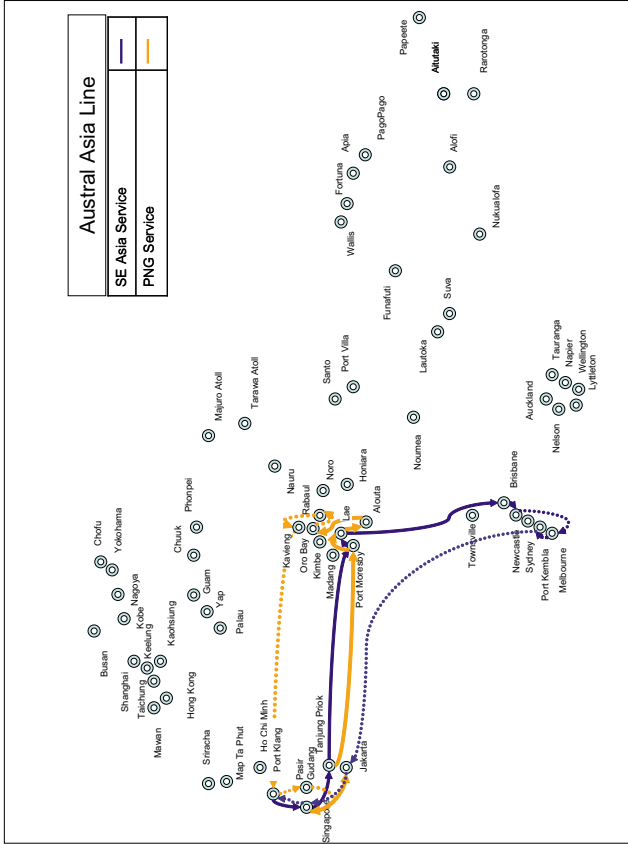 Austral Asia Line
SE Asia Service
PNG Service
Chofu
Yokohama
Nagoya
Kobe
Busan
Shanghai
Keelung
Taichung
Kaohsiung
Mawan
Hong Kong
Sriracha
Map Ta Phut
Ho Chi Minh
Port Klang
Pasir
Gudang
Singapor
Tanjung Priok
Jakarta
Phonpei
Chuuk
Guam
Yap
Palau
Majuro Atoll
Tarawa Atoll
Nauru
Kavieng
Rabaul
Oro Bay
Kimbe
Madang
Lae
Port Moresby
Noro
Honiara
Alouta
Santo
Port Villa
Noumea
Lautoka
Suva
Funafuti
Wallis
Fortuna
Apia
PagoPago
Nukualofa
Alofi
Papeete
Aitutaki
Rarotonga
Townsville
Brisbane
Newcastle
Sydney
Port Kembla
Melbourne
Auckland
Tauranga
Napier
Nelson
Wellington
Lyttleton